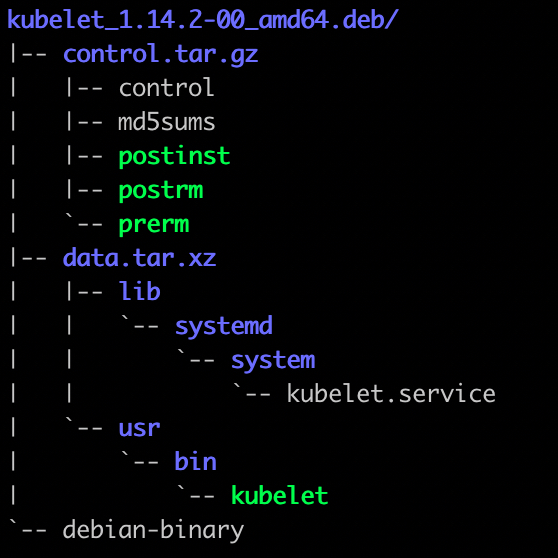 kubelet_1.14.2-00_amd64.deb/
|-- control.tar.gz
|   |-- control
|   |-- md5sums
|   |-- postinst
|   |-- postrm
|   `-- prerm
|-- data.tar.xz
|   |-- lib
|   |   `-- systemd
|   |       `-- system
|   |           `-- kubelet.service
|   `-- usr
|       `-- bin
|           `-- kubelet
`-- debian-binary